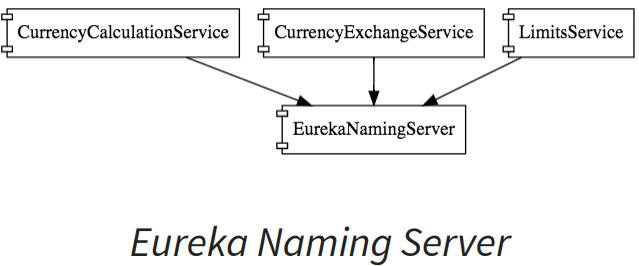 CurrencyCalculationService
CurrencyExchangeService
LimitsService
EurekaNamingServer
Eureka Naming Server